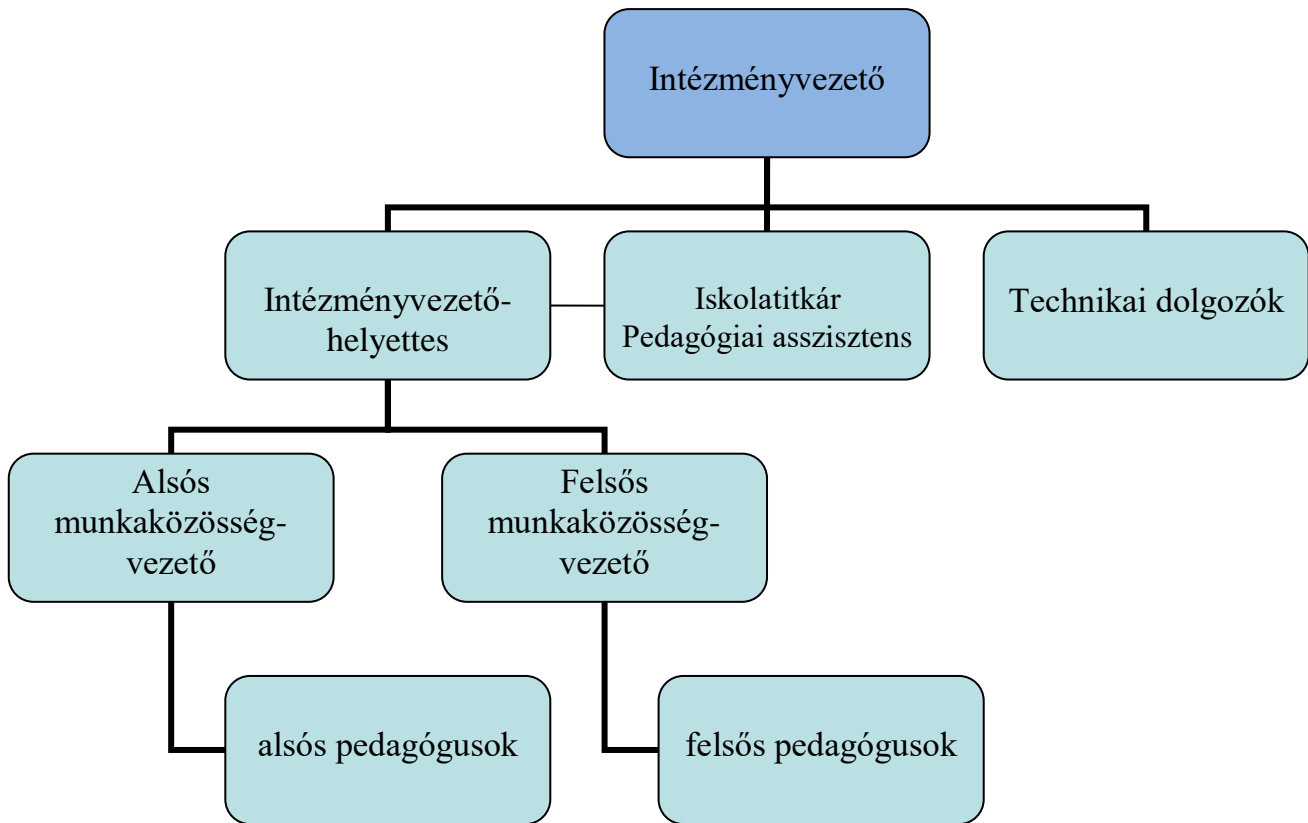 Intézményvezető
Intézményvezető-
helyettes
Iskolatitkár
Pedagógiai asszisztens
Technikai dolgozók
Alsós
munkaközösség-
vezető
Felsős
munkaközösség-
vezető
alsós pedagógusok
felsős pedagógusok